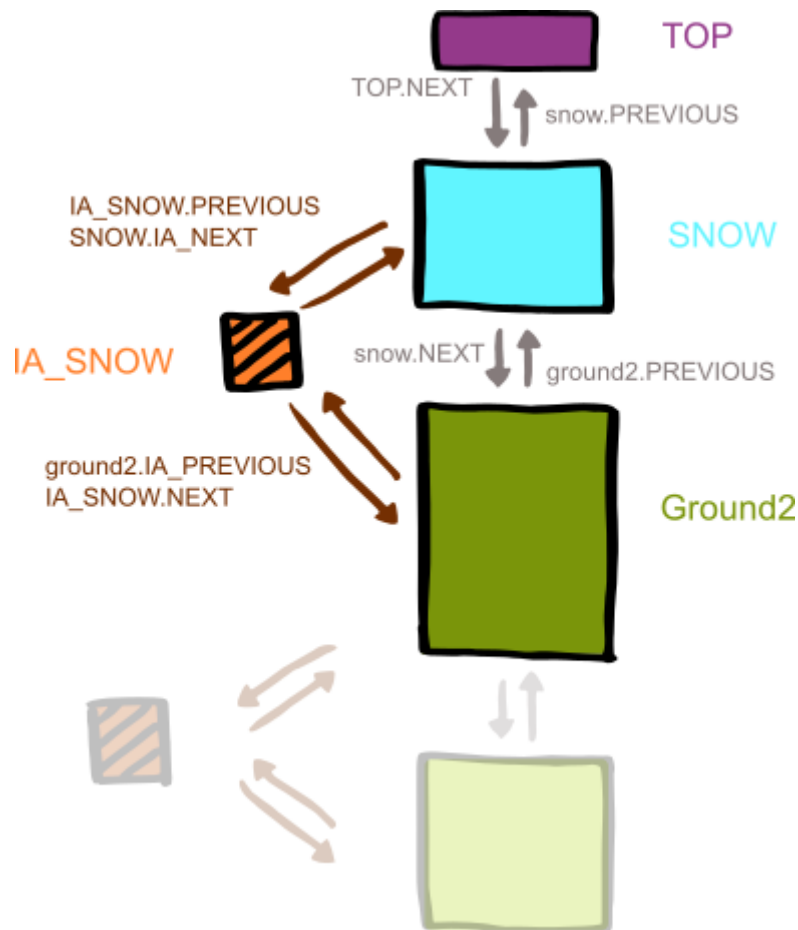 TOP
TOP.NEXT
snow.PREVIOUS
IA_SNOW.PREVIOUS
SNOW.IA_NEXT
SNOW
IA_SNOW
snow.NEXT
ground2.PREVIOUS
ground2.IA_PREVIOUS
IA_SNOW.NEXT
Ground2